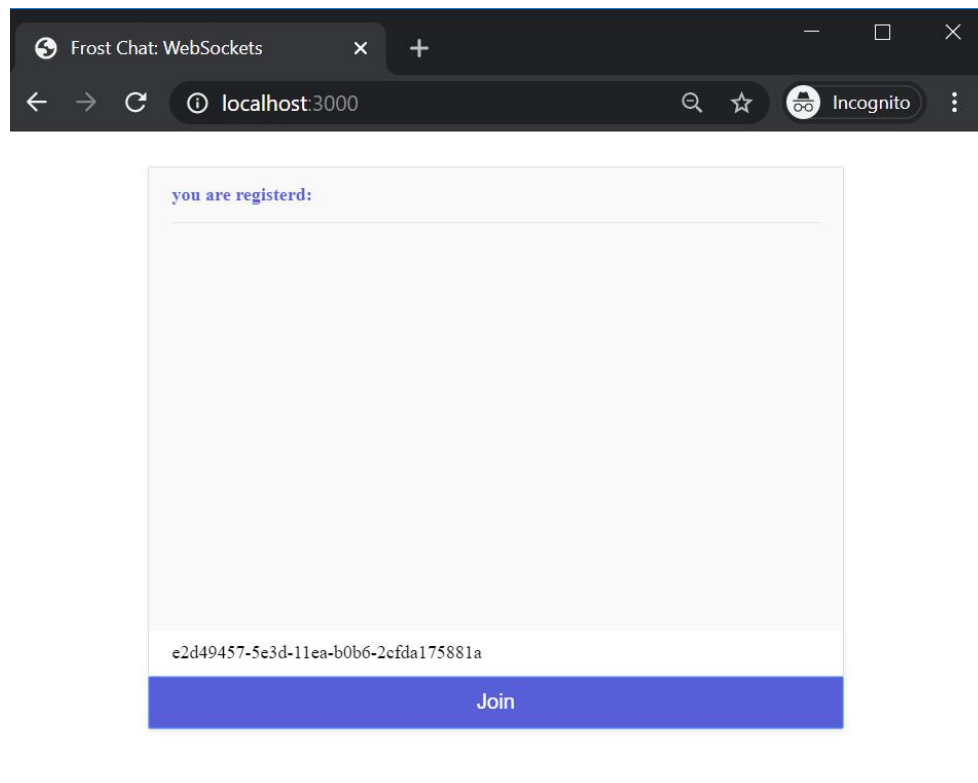 Frost Chat: WebSockets
localhost:3000
Incognito
you are registerd:
e2d49457-5e3d-11ea-b0b6-2cfda175881a
Join